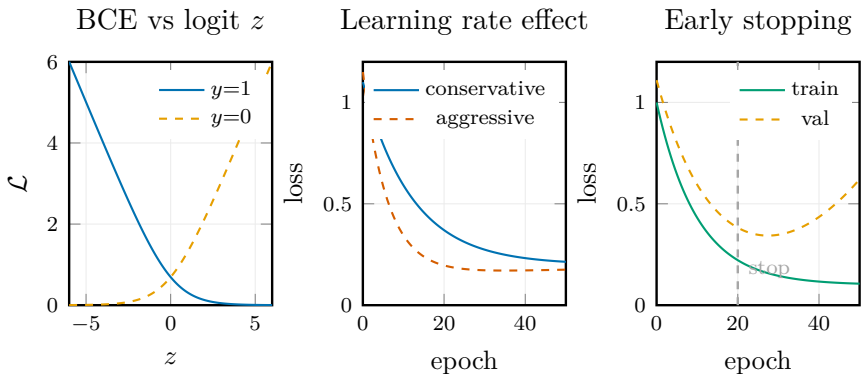 BCE vs logit z
6
4
2
0
−5
0
5
ℒ
z
y=1
y=0
Learning rate effect
1
0.5
0
0
20
40
loss
epoch
conservative
aggressive
Early stopping
1
0.5
0
0
20
40
loss
epoch
train
val
stop